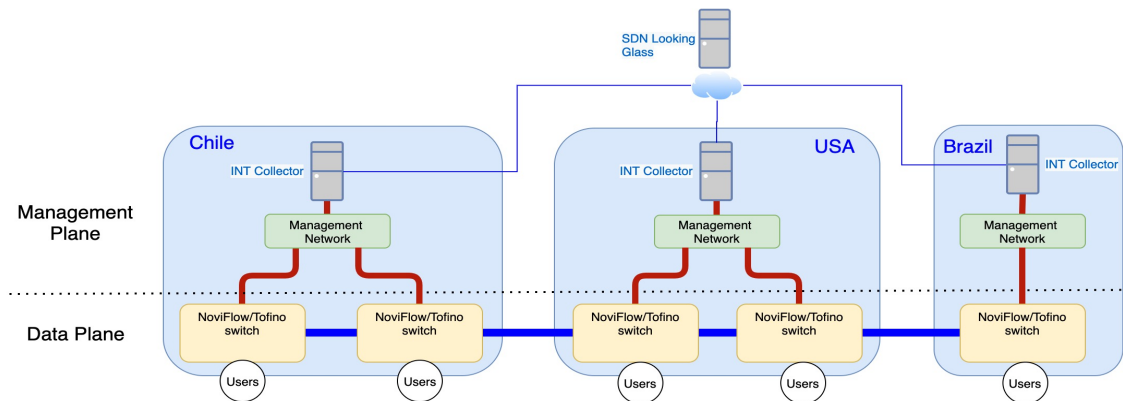 SDN Looking
Glass
Chile
USA
Brazil
INT Collector
INT Collector
INT Collector
Management
Plane
Management
Network
Management
Network
Management
Network
Data Plane
NoviFlow/Tofino
switch
NoviFlow/Tofino
switch
NoviFlow/Tofino
switch
NoviFlow/Tofino
switch
NoviFlow/Tofino
switch
Users
Users
Users
Users
Users